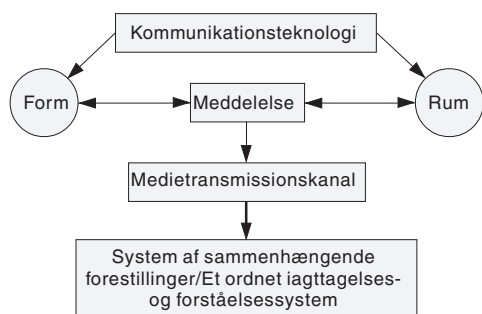 Kommunikationsteknologi
Form
Meddelelse
Rum
Medietransmissionskanal
System af sammenhængende
forestillinger/Et ordnet iagttagelses-
og forståelsessystem